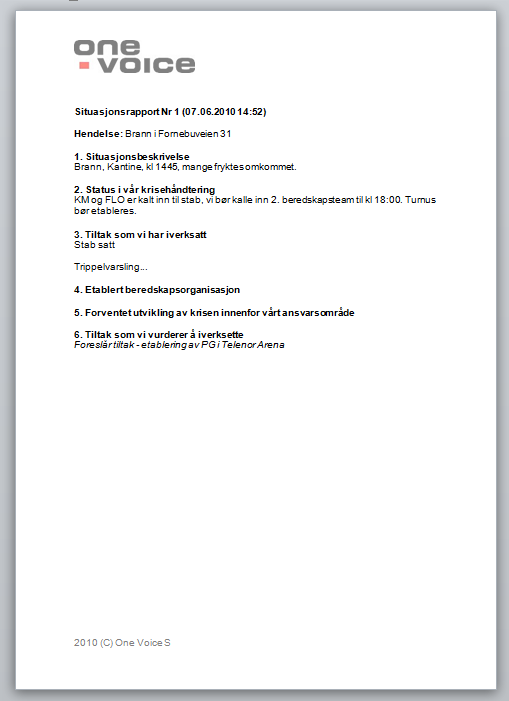 one
voice
Situasjonsrapport Nr 1 (07.06.2010 14:52)
Hendelse: Brann i Fornebuveien 31
1. Situasjonsbeskrivelse
Brann, Kantine, kl 1445, mange fryktes omkommet.
2. Status i vår krisehåndtering
KM og FLO er kalt inn til stab, vi bør kalle inn 2. beredskapsteam til kl 18:00. Turnus
bør etableres.
3. Tiltak som vi har iverksatt
Stab satt
Trippelvarsling...
4. Etablert beredskapsorganisasjon
5. Forventet utvikling av krisen innenfor vårt ansvarsområde
6. Tiltak som vi vurderer å iverksette
Foreslår tiltak - etablering av PG i Telenor Arena
2010 (C) One Voice S